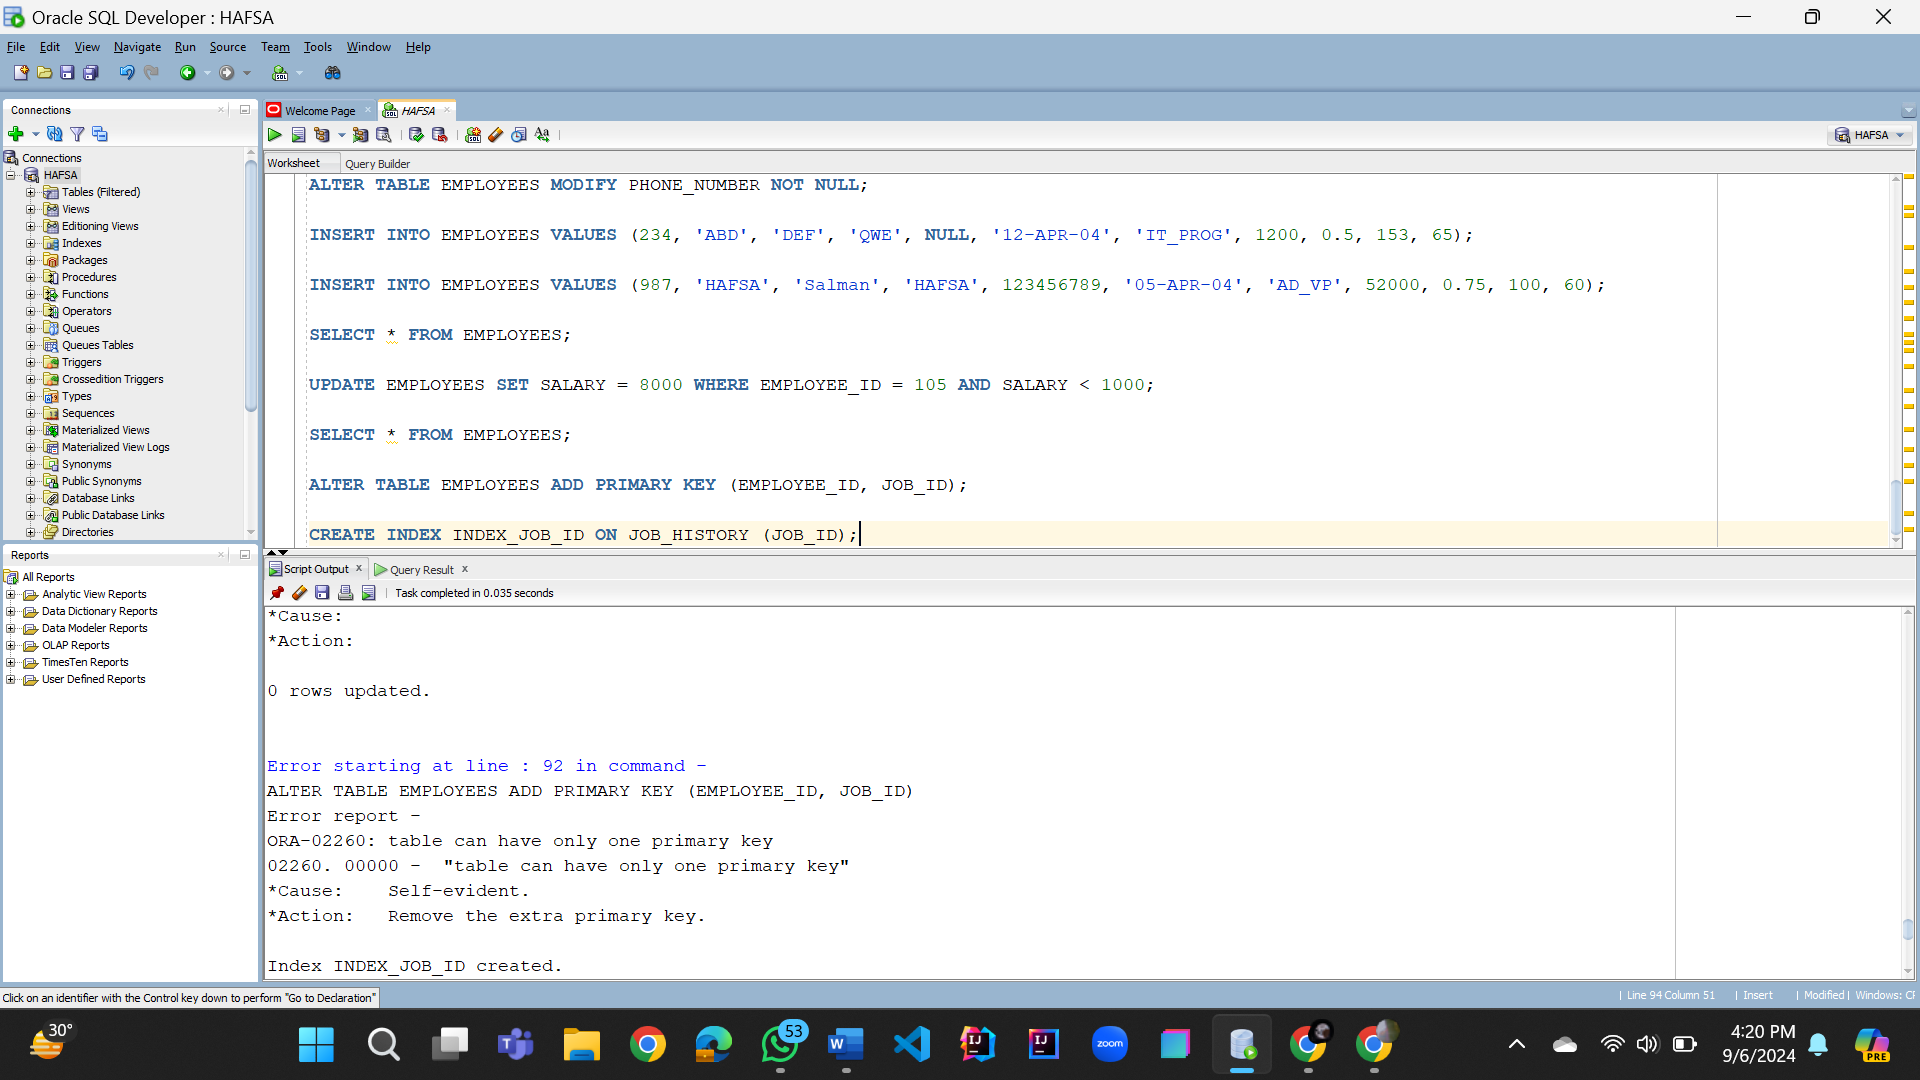 Oracle SQL Developer : HAFSA
File Edit View Navigate Run Source Team Tools Window Help
Connections
Connections
HAFSA
Tables (Filtered)
Views
Editioning Views
Indexes
Packages
Procedures
Functions
Operators
Queues
Queues Tables
Triggers
Crossedition Triggers
Types
Sequences
Materialized Views
Materialized View Logs
Synonyms
Public Synonyms
Database Links
Public Database Links
Directories
Reports
All Reports
Analytic View Reports
Data Dictionary Reports
Data Modeler Reports
OLAP Reports
TimesTen Reports
User Defined Reports
Welcome Page HAFSA
HAFSA
Worksheet Query Builder
ALTER TABLE EMPLOYEES MODIFY PHONE_NUMBER NOT NULL;
INSERT INTO EMPLOYEES VALUES (234, 'ABD', 'DEF', 'QWE', NULL, '12-APR-04', 'IT_PROG', 1200, 0.5, 153, 65);
INSERT INTO EMPLOYEES VALUES (987, 'HAFSA', 'Salman', 'HAFSA', 123456789, '05-APR-04', 'AD_VP', 52000, 0.75, 100, 60);
SELECT * FROM EMPLOYEES;
UPDATE EMPLOYEES SET SALARY = 8000 WHERE EMPLOYEE_ID = 105 AND SALARY < 1000;
SELECT * FROM EMPLOYEES;
ALTER TABLE EMPLOYEES ADD PRIMARY KEY (EMPLOYEE_ID, JOB_ID);
CREATE INDEX INDEX_JOB_ID ON JOB_HISTORY (JOB_ID);
Script Output Query Result
Task completed in 0.035 seconds
*Cause:
*Action:
0 rows updated.
Error starting at line : 92 in command -
ALTER TABLE EMPLOYEES ADD PRIMARY KEY (EMPLOYEE_ID, JOB_ID)
Error report -
ORA-02260: table can have only one primary key
02260. 00000 - "table can have only one primary key"
*Cause: Self-evident.
*Action: Remove the extra primary key.
Index INDEX_JOB_ID created.
Click on an identifier with the Control key down to perform "Go to Declaration"
Line 94 Column 51 Insert Modified Windows: CF
30°
53
zoom
4:20 PM
9/6/2024
PRE